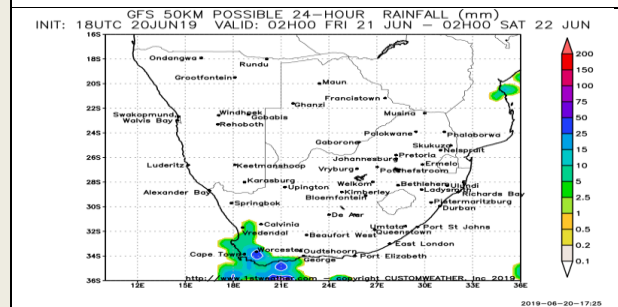 GFS 50KM POSSIBLE 24-HOUR RAINFALL (mm)
INIT: 18UTC 20JUN19 VALID: 02H00 FRI 21 JUN - 02H00 SAT 22 JUN
16S
18S
20S
22S
24S
26S
28S
30S
32S
34S
36S
Ondangwa
Rundu
Grootfontein
Maun
Francistown
Ghanzi
Musina
Swakopmund
Walvis Bay
Windhoek
Gobabis
Rehoboth
Polokwane
Phalaborwa
Gaborone
Skukuza
Nelspruit
Pretoria
Johannesburg
Ermelo
Luderitz
Keetmanshoop
Vryburg
Potchefstroom
Karasburg
Upington
Welkom
Bethlehem
Ulundi
Alexander Bay
Kimberley
Ladysmith
Richards Bay
Springbok
Bloemfontein
Pietermaritzburg
Durban
De Aar
Calvinia
Vredendal
Beaufort West
Umtata
Port St Johns
Queenstown
East London
Cape Town
Worcester
Oudtshoorn
George
Port Elizabeth
http://www.1stweather.com - copyright CUSTOMWEATHER, Inc 2019
12E
15E
18E
21E
24E
27E
30E
33E
36E
200
150
100
75
50
25
15
10
5
2.5
1
0.5
0.2
0.1
2019-06-20-17:25